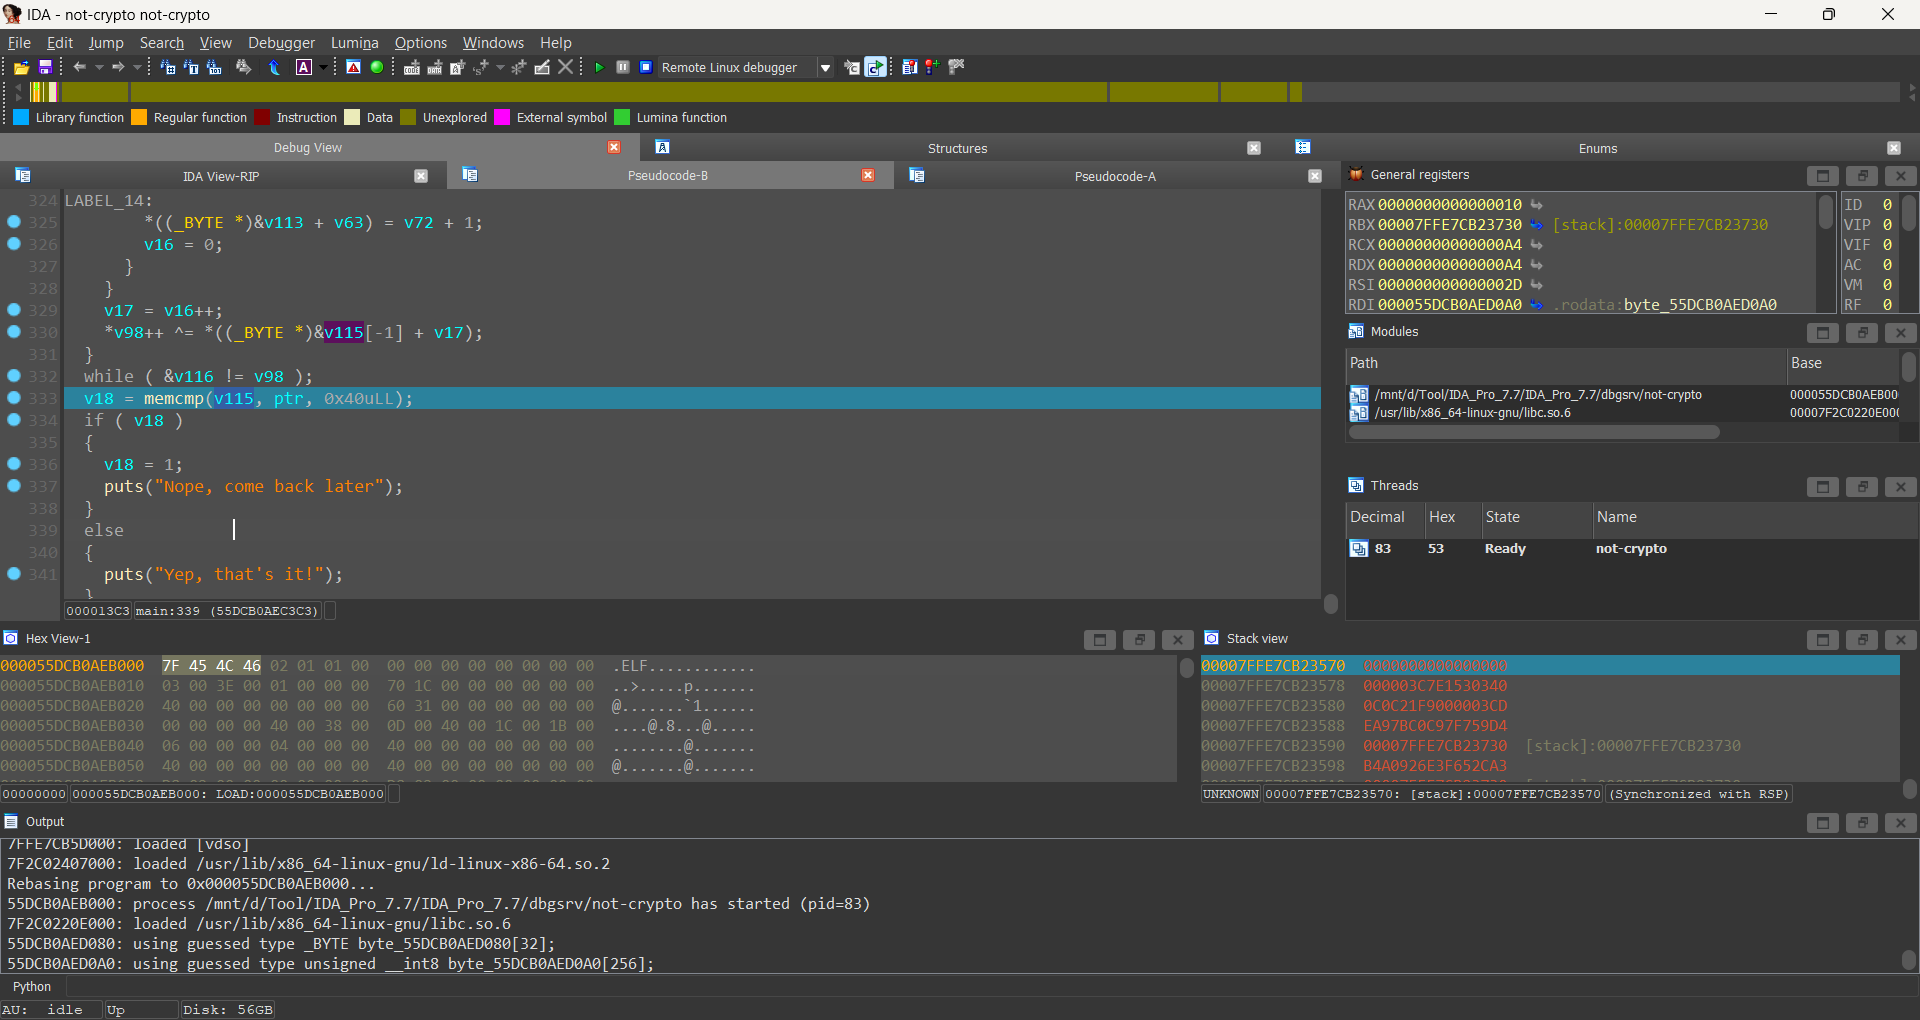 IDA - not-crypto not-crypto
File Edit Jump Search View Debugger Lumina Options Windows Help
Remote Linux debugger
Library function Regular function Instruction Data Unexplored External symbol Lumina function
Debug View Structures Enums
IDA View-RIP Pseudocode-B Pseudocode-A
324 LABEL_14:
325 *((_BYTE *)&v113 + v63) = v72 + 1;
326 v16 = 0;
327 }
328 }
329 v17 = v16++;
330 *v98++ ^= *((_BYTE *)&v115[-1] + v17);
331 }
332 while ( &v116 != v98 );
333 v18 = memcmp(v115, ptr, 0x40uLL);
334 if ( v18 )
335 {
336 v18 = 1;
337 puts("Nope, come back later");
338 }
339 else
340 {
341 puts("Yep, that's it!");
}
000013C3 main:339 (55DCB0AEC3C3)
General registers
RAX 0000000000000010 ID 0
RBX 00007FFE7CB23730 [stack]:00007FFE7CB23730 VIP 0
RCX 00000000000000A4 VIF 0
RDX 00000000000000A4 AC 0
RSI 000000000000002D VM 0
RDI 000055DCB0AED0A0 .rodata:byte_55DCB0AED0A0 RF 0
Modules
Path Base
/mnt/d/Tool/IDA_Pro_7.7/IDA_Pro_7.7/dbgsrv/not-crypto 000055DCB0AEB00
/usr/lib/x86_64-linux-gnu/libc.so.6 00007F2C0220E00
Threads
Decimal Hex State Name
83 53 Ready not-crypto
Hex View-1
000055DCB0AEB000 7F 45 4C 46 02 01 01 00 00 00 00 00 00 00 00 00 .ELF............
000055DCB0AEB010 03 00 3E 00 01 00 00 00 70 1C 00 00 00 00 00 00 ..>.....p.......
000055DCB0AEB020 40 00 00 00 00 00 00 00 60 31 00 00 00 00 00 00 @.......`1......
000055DCB0AEB030 00 00 00 00 40 00 38 00 0D 00 40 00 1C 00 1B 00 ....@.8...@.....
000055DCB0AEB040 06 00 00 00 04 00 00 00 40 00 00 00 00 00 00 00 ........@.......
000055DCB0AEB050 40 00 00 00 00 00 00 00 40 00 00 00 00 00 00 00 @.......@.......
00000000 000055DCB0AEB000: LOAD:000055DCB0AEB000
Stack view
00007FFE7CB23570 0000000000000000
00007FFE7CB23578 000003C7E1530340
00007FFE7CB23580 0C0C21F9000003CD
00007FFE7CB23588 EA97BC0C97F759D4
00007FFE7CB23590 00007FFE7CB23730 [stack]:00007FFE7CB23730
00007FFE7CB23598 B4A0926E3F652CA3
UNKNOWN 00007FFE7CB23570: [stack]:00007FFE7CB23570 (Synchronized with RSP)
Output
7FFE7CB5D000: loaded [vdso]
7F2C02407000: loaded /usr/lib/x86_64-linux-gnu/ld-linux-x86-64.so.2
Rebasing program to 0x000055DCB0AEB000...
55DCB0AEB000: process /mnt/d/Tool/IDA_Pro_7.7/IDA_Pro_7.7/dbgsrv/not-crypto has started (pid=83)
7F2C0220E000: loaded /usr/lib/x86_64-linux-gnu/libc.so.6
55DCB0AED080: using guessed type _BYTE byte_55DCB0AED080[32];
55DCB0AED0A0: using guessed type unsigned __int8 byte_55DCB0AED0A0[256];
Python
AU: idle Up Disk: 56GB